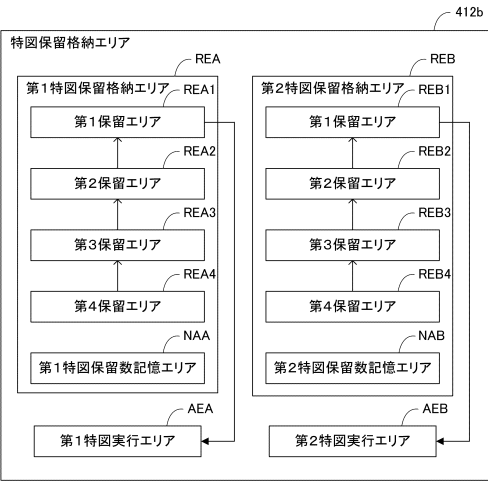 412b
特図保留格納エリア
REA
第1特図保留格納エリア
REA1
第1保留エリア
REA2
第2保留エリア
REA3
第3保留エリア
REA4
第4保留エリア
NAA
第1特図保留数記憶エリア
AEA
第1特図実行エリア
REB
第2特図保留格納エリア
REB1
第1保留エリア
REB2
第2保留エリア
REB3
第3保留エリア
REB4
第4保留エリア
NAB
第2特図保留数記憶エリア
AEB
第2特図実行エリア